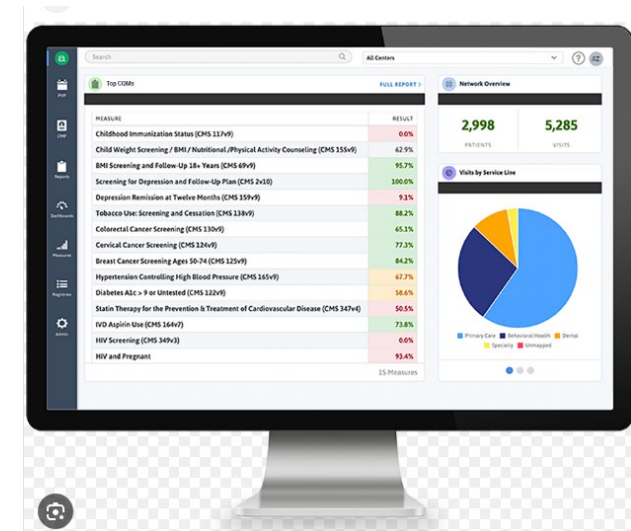 Search
All Centers
?
AZ
PVP
CMP
Reports
Dashboards
Measures
Registries
Admin
Top CQMs
FULL REPORT >
MEASURE RESULT
Childhood Immunization Status (CMS 117v9) 0.0%
Child Weight Screening / BMI / Nutritional /Physical Activity Counseling (CMS 155v9) 62.9%
BMI Screening and Follow-Up 18+ Years (CMS 69v9) 95.7%
Screening for Depression and Follow-Up Plan (CMS 2v10) 100.0%
Depression Remission at Twelve Months (CMS 159v9) 9.1%
Tobacco Use: Screening and Cessation (CMS 138v9) 88.2%
Colorectal Cancer Screening (CMS 130v9) 65.1%
Cervical Cancer Screening (CMS 124v9) 77.3%
Breast Cancer Screening Ages 50-74 (CMS 125v9) 84.2%
Hypertension Controlling High Blood Pressure (CMS 165v9) 67.7%
Diabetes A1c > 9 or Untested (CMS 122v9) 58.6%
Statin Therapy for the Prevention & Treatment of Cardiovascular Disease (CMS 347v4) 50.5%
IVD Aspirin Use (CMS 164v7) 73.8%
HIV Screening (CMS 349v3) 0.0%
HIV and Pregnant 93.4%
35 Measures
Network Overview
2,998 5,285
PATIENTS VISITS
Visits by Service Line
Primary Care Behavioral Health Dental
Specialty Unmapped